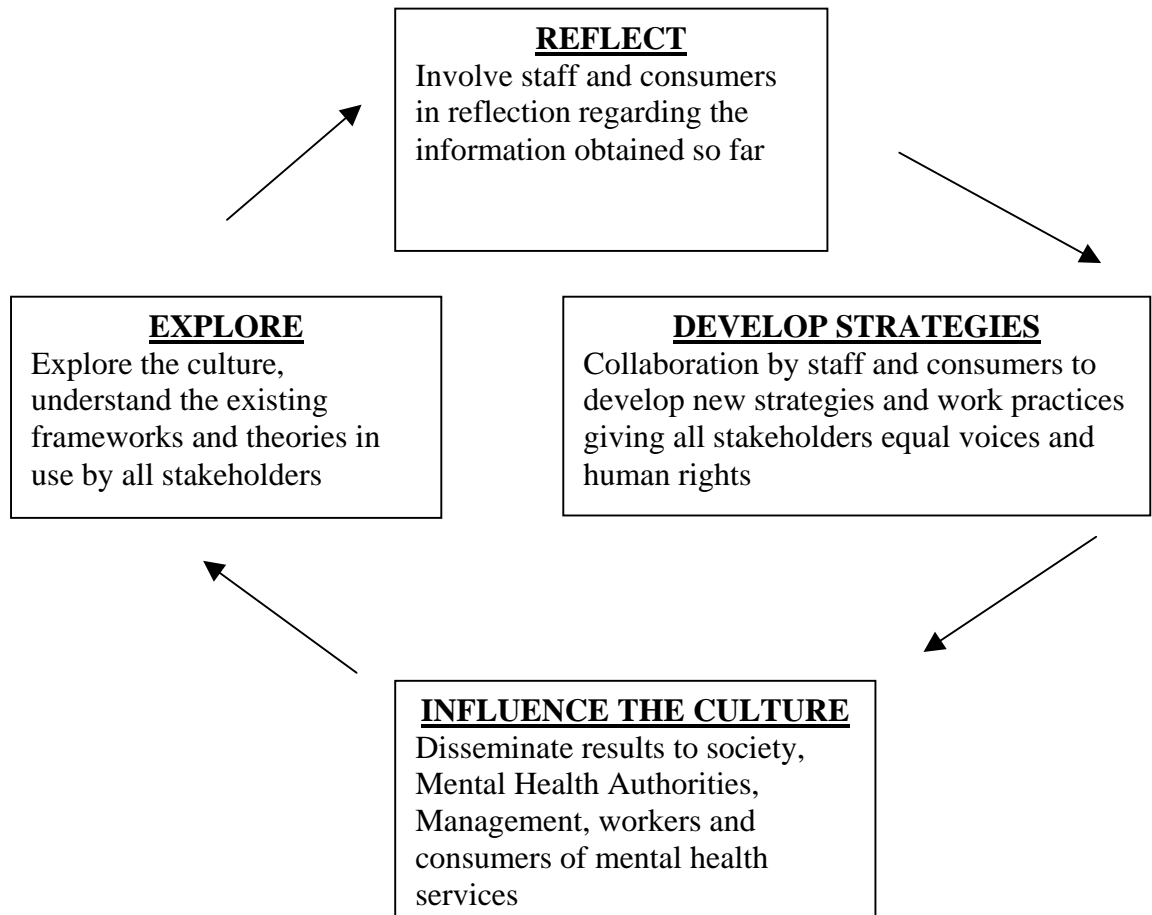 REFLECT
Involve staff and consumers
in reflection regarding the
information obtained so far
EXPLORE
Explore the culture,
understand the existing
frameworks and theories in
use by all stakeholders
DEVELOP STRATEGIES
Collaboration by staff and consumers to
develop new strategies and work practices
giving all stakeholders equal voices and
human rights
INFLUENCE THE CULTURE
Disseminate results to society,
Mental Health Authorities,
Management, workers and
consumers of mental health
services